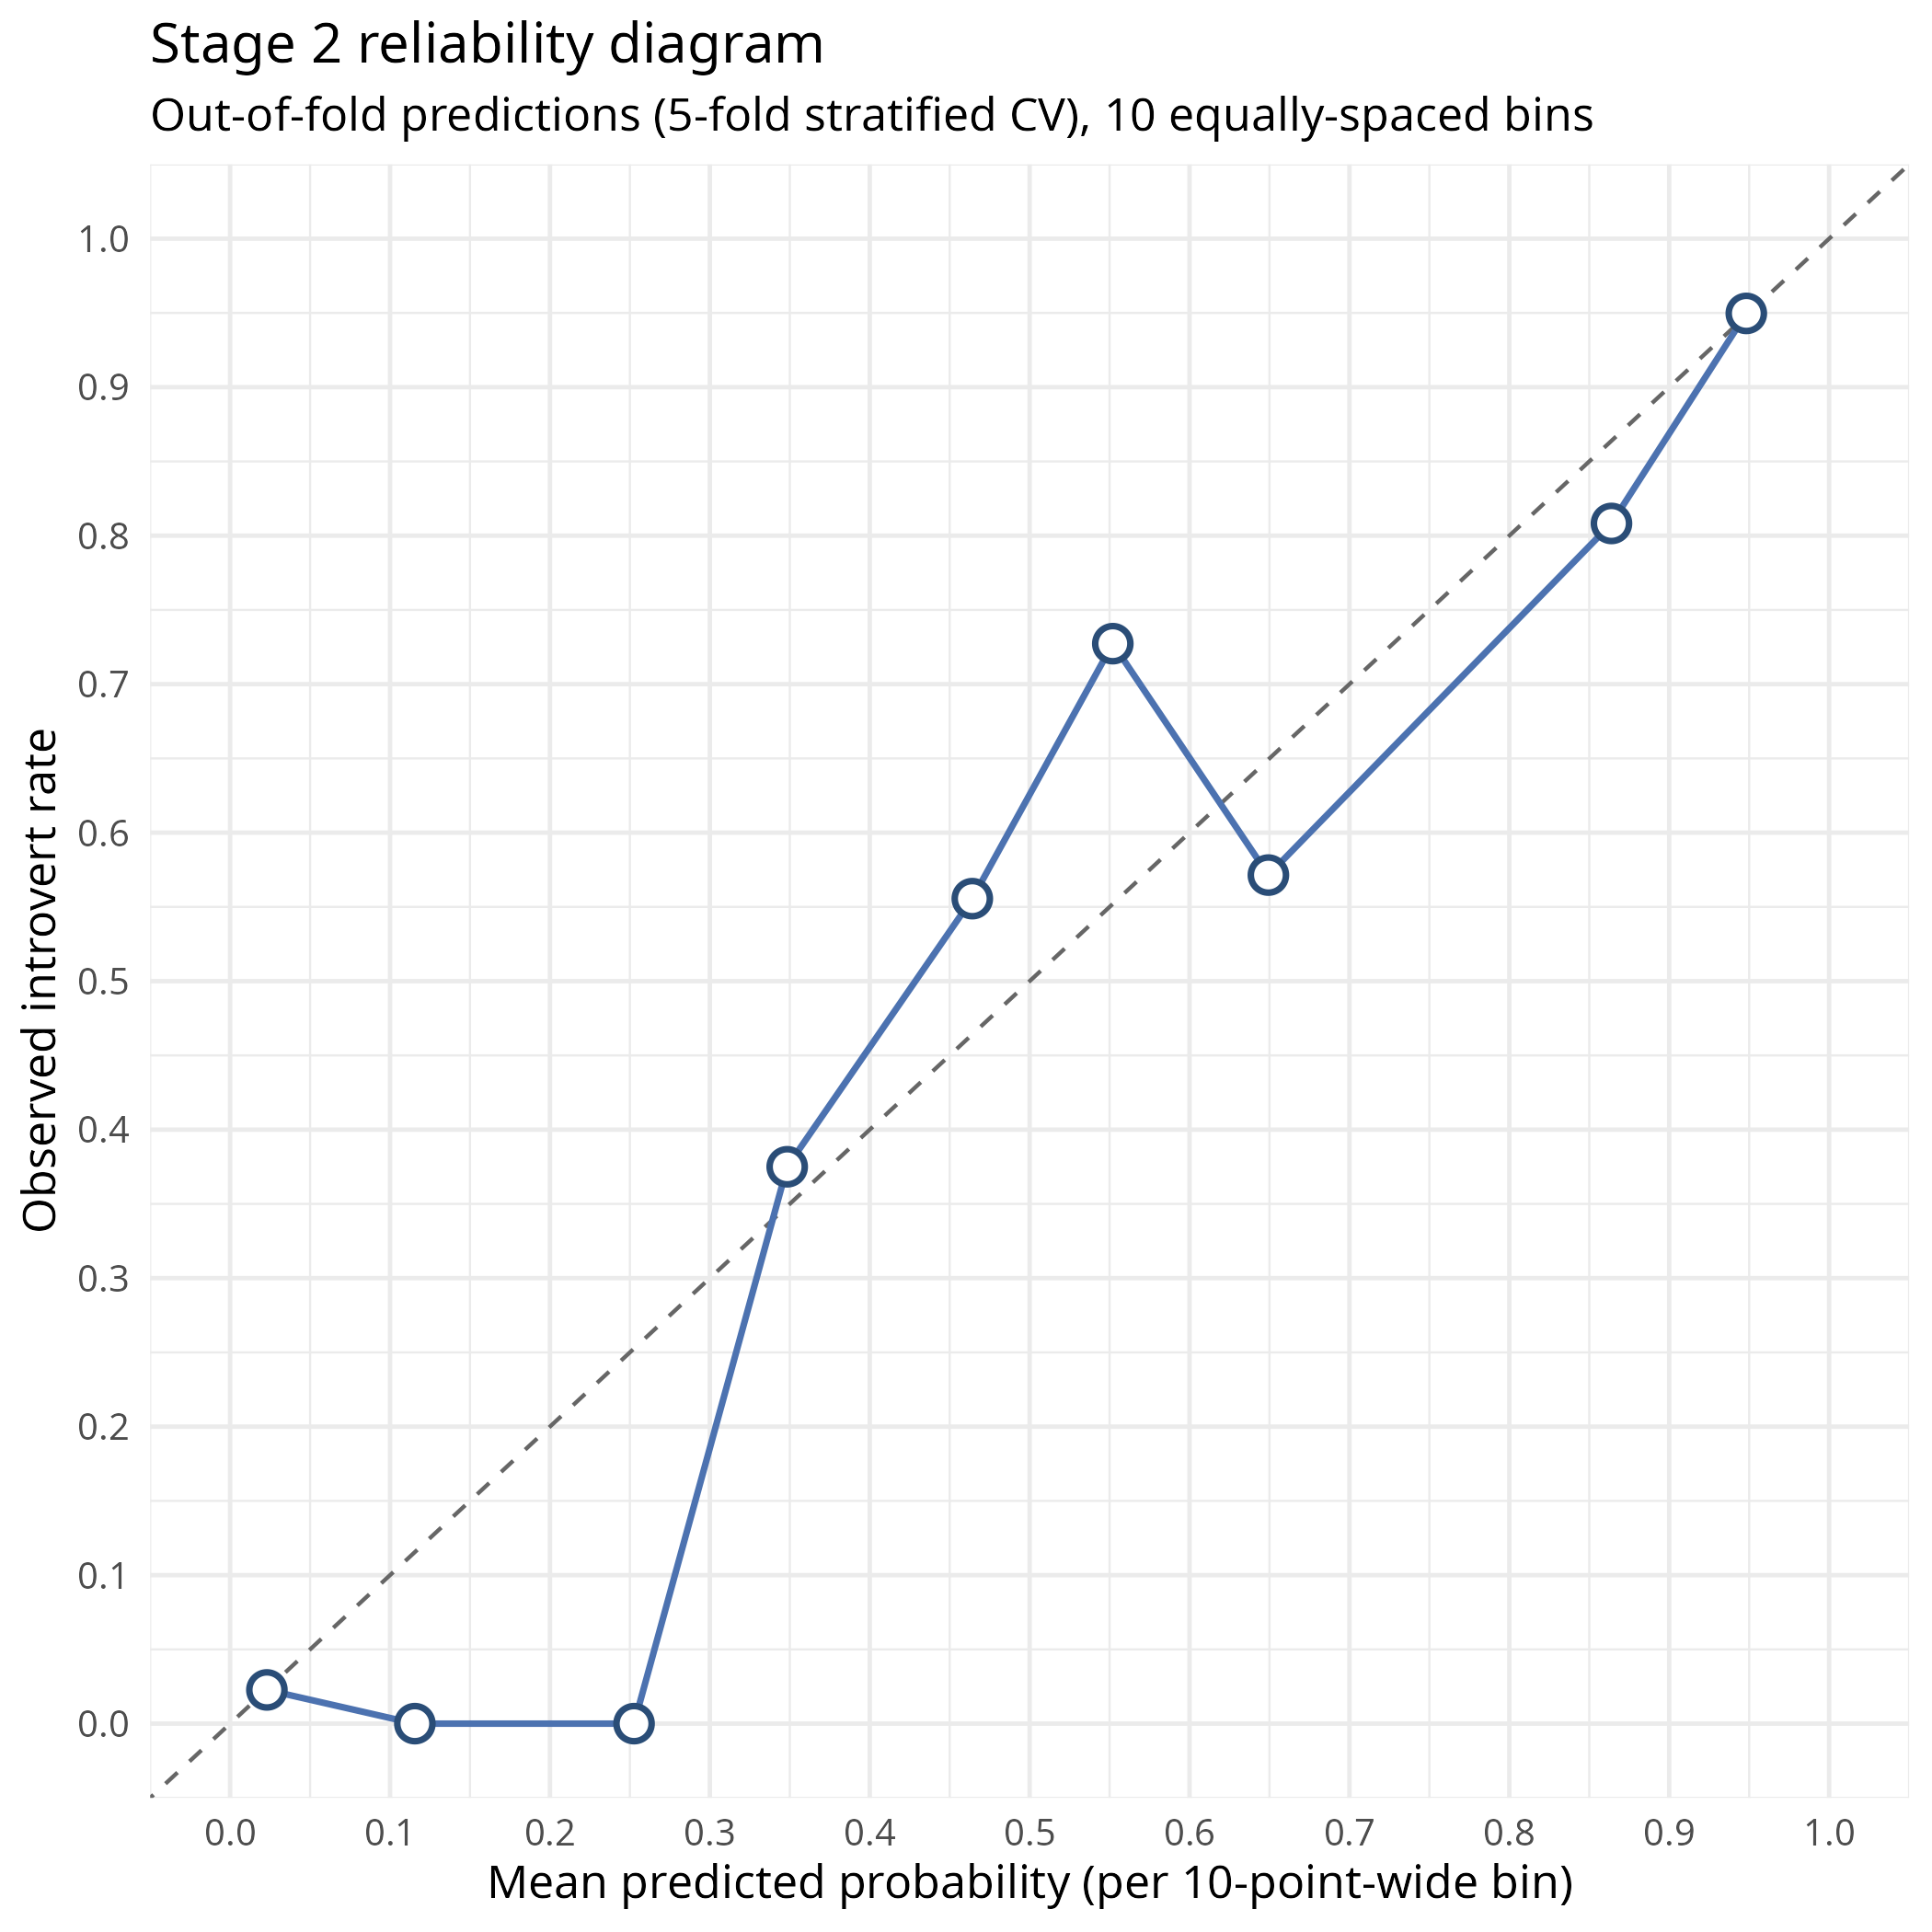 Stage 2 reliability diagram
Out-of-fold predictions (5-fold stratified CV), 10 equally-spaced bins
Observed introvert rate
1.0
0.9
0.8
0.7
0.6
0.5
0.4
0.3
0.2
0.1
0.0
0.0 0.1 0.2 0.3 0.4 0.5 0.6 0.7 0.8 0.9 1.0
Mean predicted probability (per 10-point-wide bin)